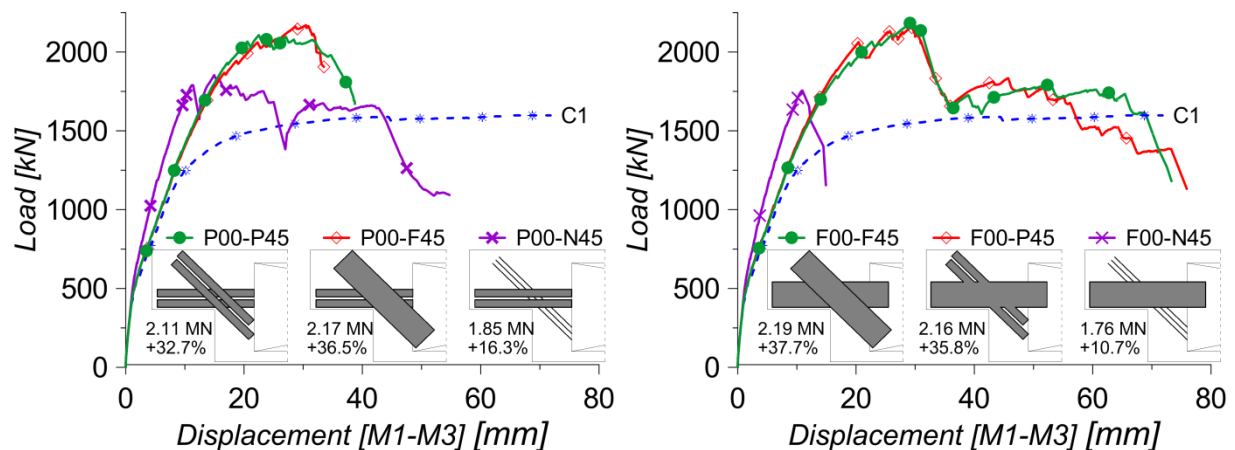 2000
1500
1000
500
0
Load [kN]
C1
P00-P45 P00-F45 P00-N45
2.11 MN
+32.7%
2.17 MN
+36.5%
1.85 MN
+16.3%
0 20 40 60 80
Displacement [M1-M3] [mm]
2000
1500
1000
500
0
Load [kN]
C1
F00-F45 F00-P45 F00-N45
2.19 MN
+37.7%
2.16 MN
+35.8%
1.76 MN
+10.7%
0 20 40 60 80
Displacement [M1-M3] [mm]